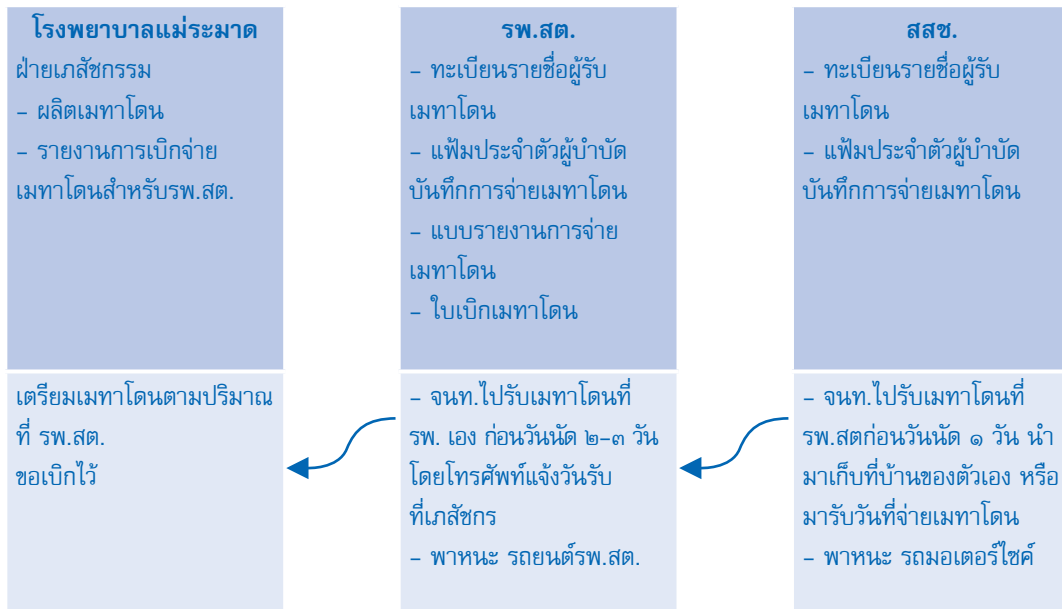 โรงพยาบาลแม่ระมาด
ฝ่ายเภสัชกรรม
– ผลิตเมทาโดน
– รายงานการเบิกจ่าย
เมทาโดนสำหรับรพ.สต.
รพ.สต.
– ทะเบียนรายชื่อผู้รับ
เมทาโดน
– แฟ้มประจำตัวผู้บำบัด
บันทึกการจ่ายเมทาโดน
– แบบรายงานการจ่าย
เมทาโดน
– ใบเบิกเมทาโดน
สสช.
– ทะเบียนรายชื่อผู้รับ
เมทาโดน
– แฟ้มประจำตัวผู้บำบัด
บันทึกการจ่ายเมทาโดน
เตรียมเมทาโดนตามปริมาณ
ที่ รพ.สต.
ขอเบิกไว้
– จนท.ไปรับเมทาโดนที่
รพ. เอง ก่อนวันนัด ๒–๓ วัน
โดยโทรศัพท์แจ้งวันรับ
ที่เภสัชกร
– พาหนะ รถยนต์รพ.สต.
– จนท.ไปรับเมทาโดนที่
รพ.สตก่อนวันนัด ๑ วัน นำ
มาเก็บที่บ้านของตัวเอง หรือ
มารับวันที่จ่ายเมทาโดน
– พาหนะ รถมอเตอร์ไซค์